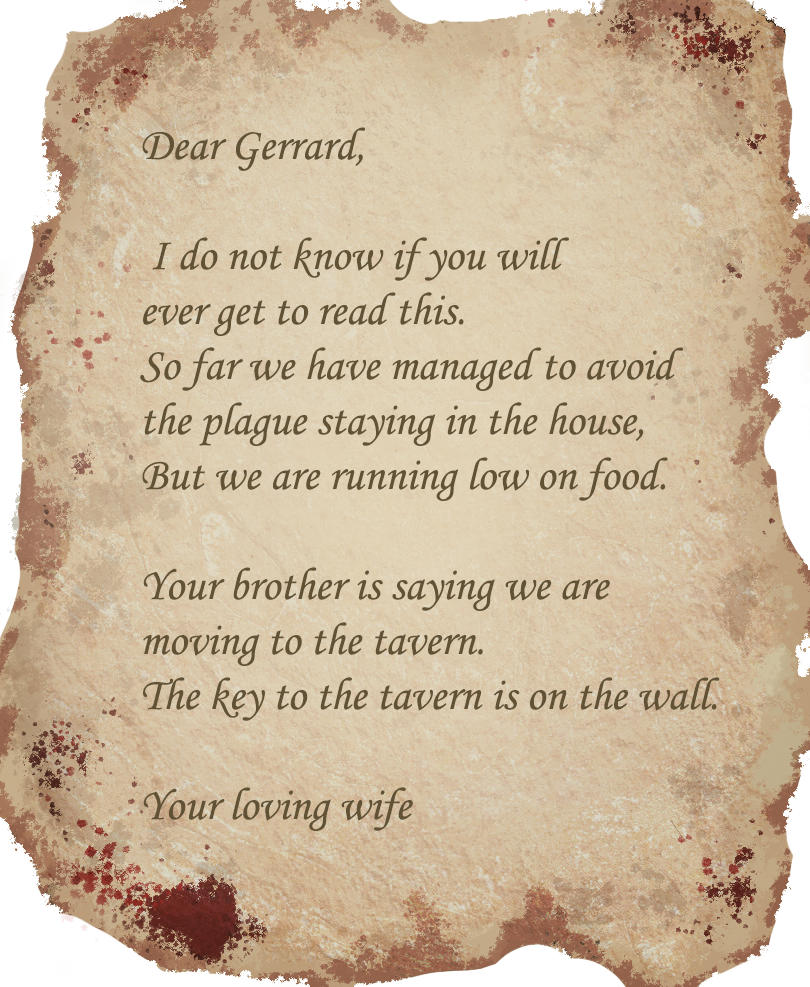 Dear Gerrard,
I do not know if you will
ever get to read this.
So far we have managed to avoid
the plague staying in the house,
But we are running low on food.
Your brother is saying we are
moving to the tavern.
The key to the tavern is on the wall.
Your loving wife